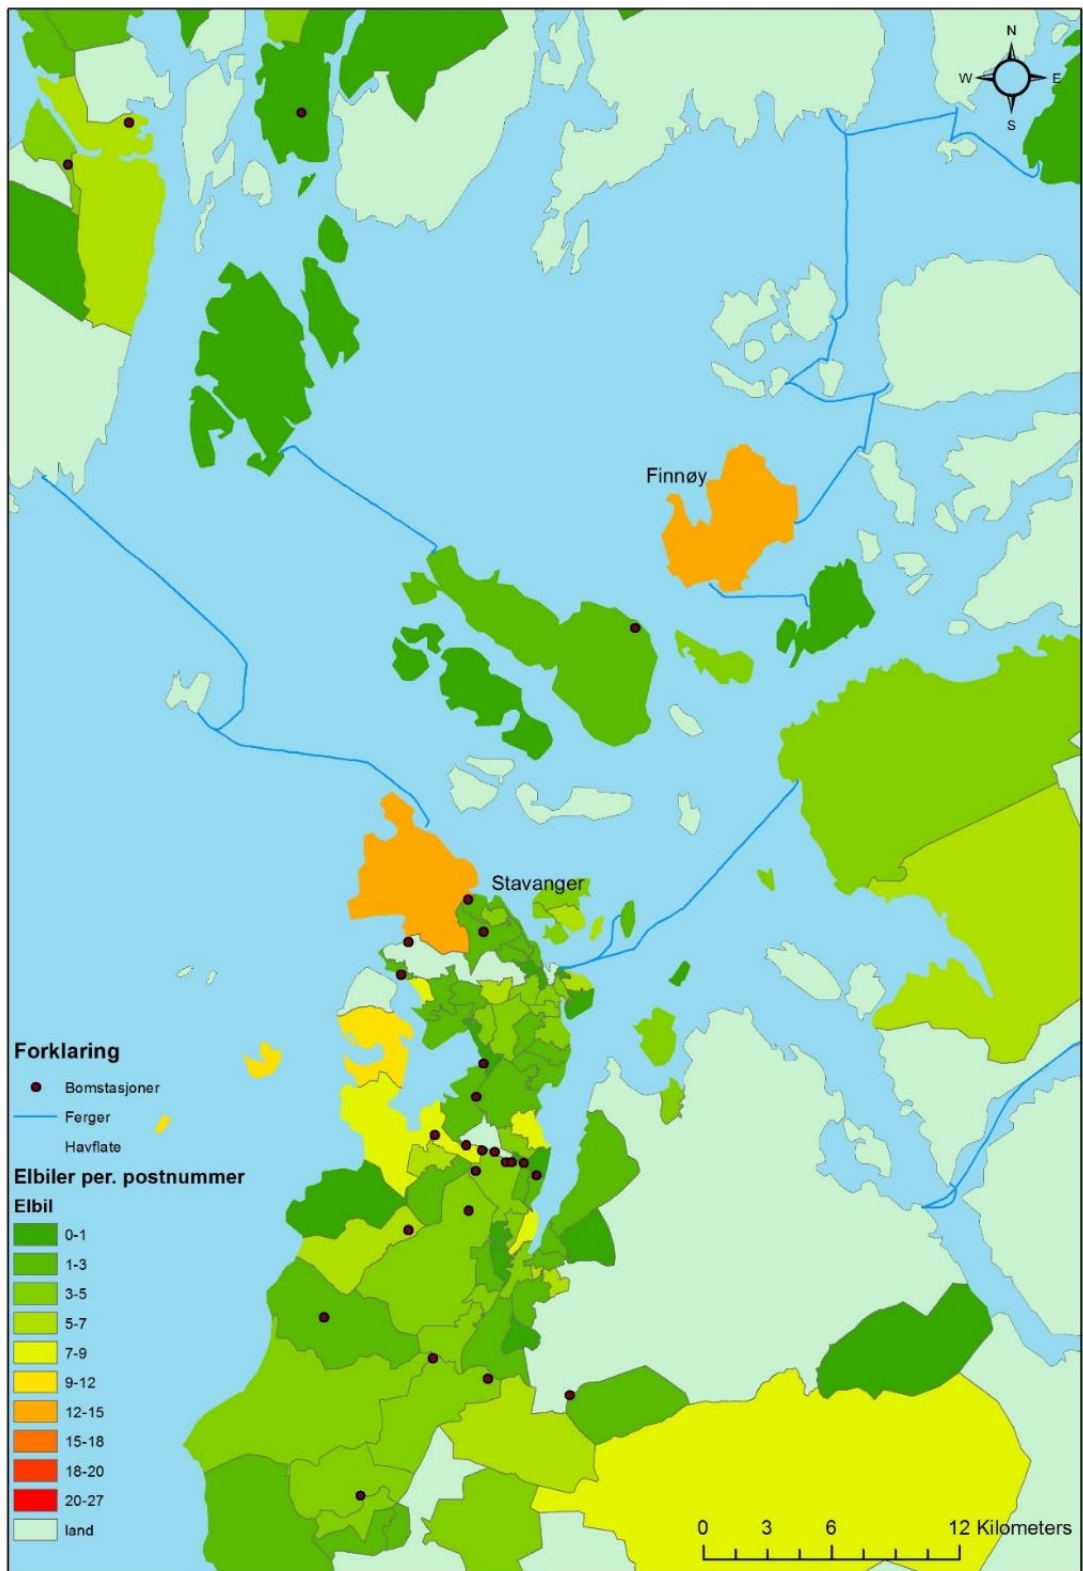 N
W E
S
Finnøy
Stavanger
Forklaring
Bomstasjoner
Ferger
Havflate
Elbiler per. postnummer
Elbil
0-1
1-3
3-5
5-7
7-9
9-12
12-15
15-18
18-20
20-27
land
0 3 6 12 Kilometers